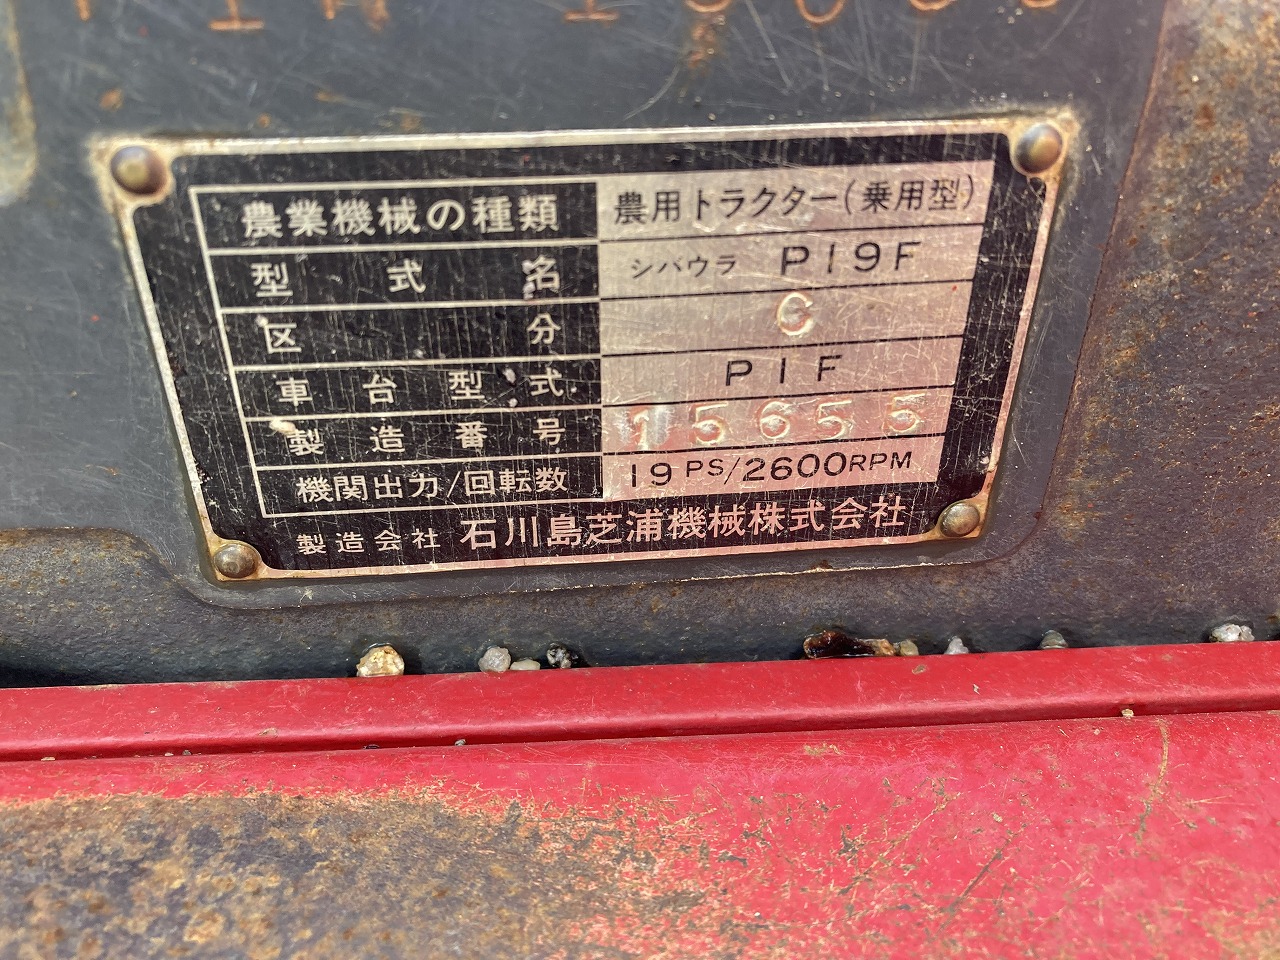 農業機械の種類 農用トラクター(乗用型)
型式名 シバウラ P19F
区分 G
車台型式 P1F
製造番号 15655
機関出力/回転数 19PS/2600RPM
製造会社 石川島芝浦機械株式会社